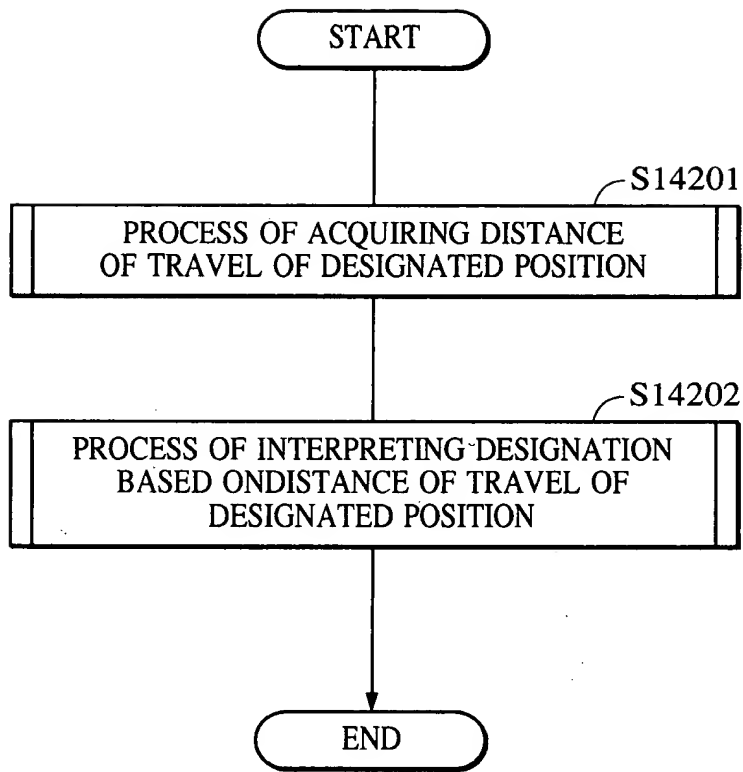 START
S14201
PROCESS OF ACQUIRING DISTANCE
OF TRAVEL OF DESIGNATED POSITION
S14202
PROCESS OF INTERPRETING DESIGNATION
BASED ONDISTANCE OF TRAVEL OF
DESIGNATED POSITION
END